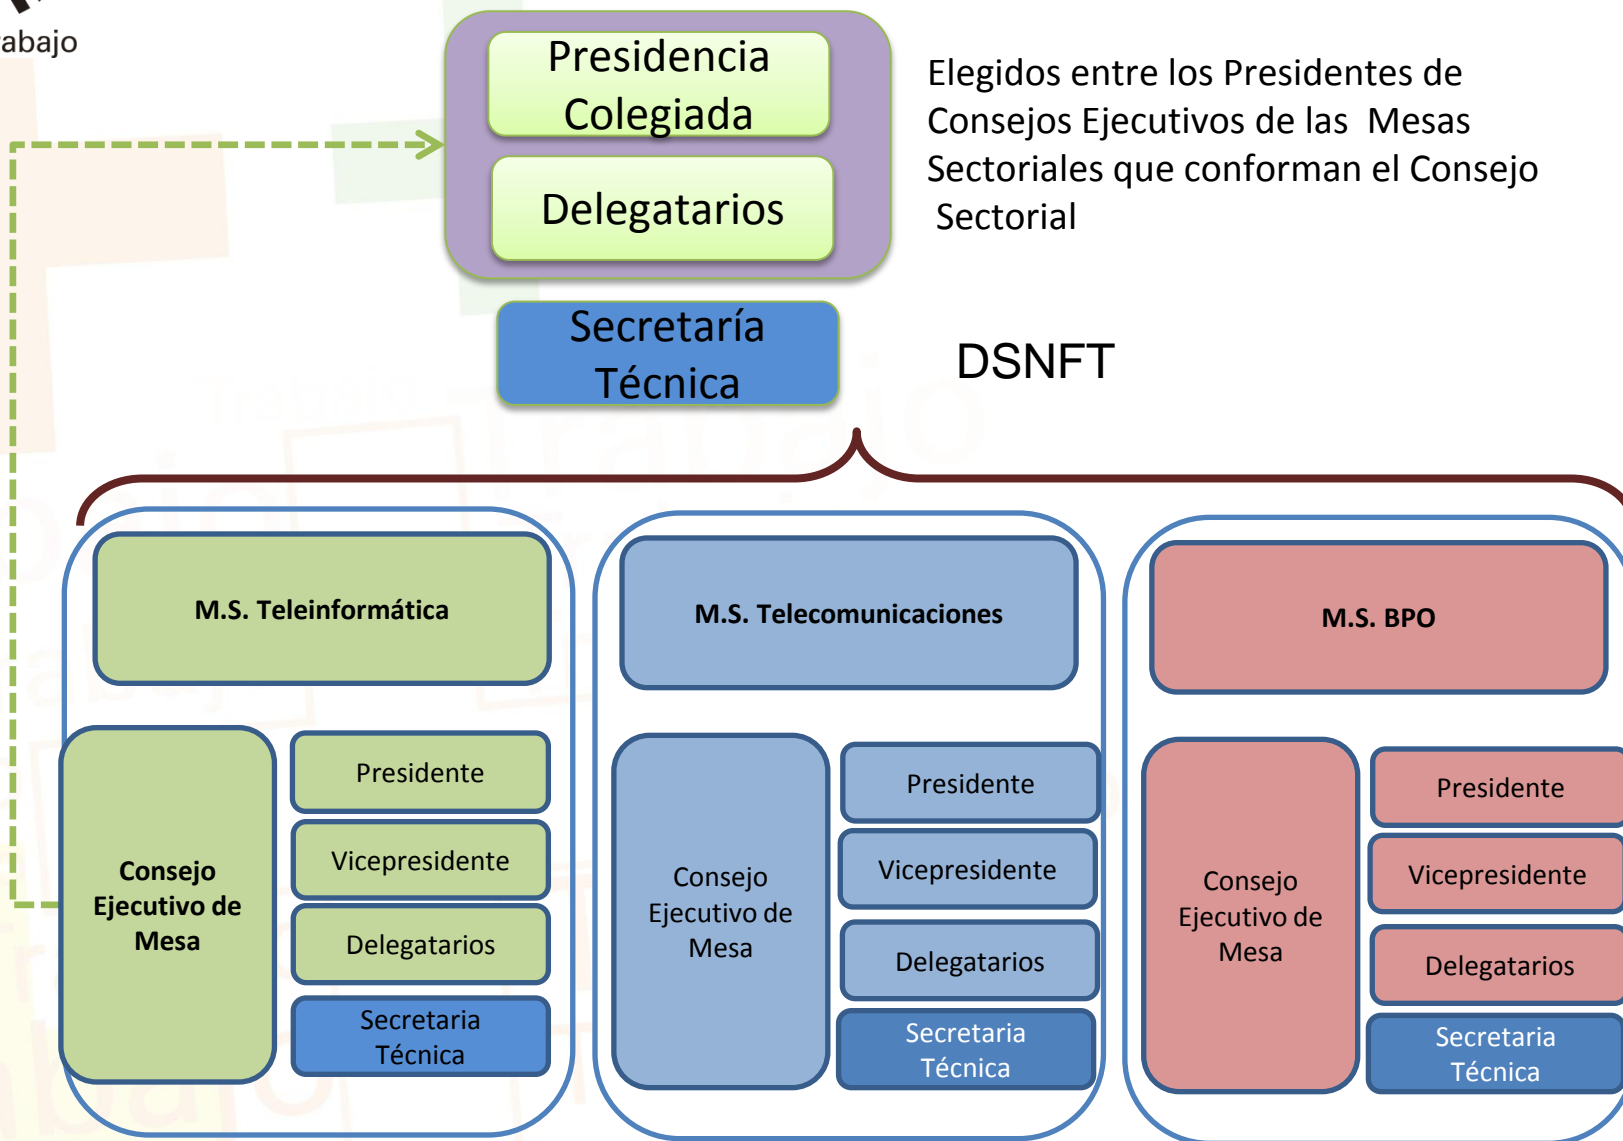 Presidencia
Colegiada
Delegatarios
Elegidos entre los Presidentes de
Consejos Ejecutivos de las Mesas
Sectoriales que conforman el Consejo
Sectorial
Secretaría
Técnica
DSNFT
M.S. Teleinformática
Consejo
Ejecutivo de
Mesa
Presidente
Vicepresidente
Delegatarios
Secretaria
Técnica
M.S. Telecomunicaciones
Consejo
Ejecutivo de
Mesa
Presidente
Vicepresidente
Delegatarios
Secretaria
Técnica
M.S. BPO
Consejo
Ejecutivo de
Mesa
Presidente
Vicepresidente
Delegatarios
Secretaria
Técnica